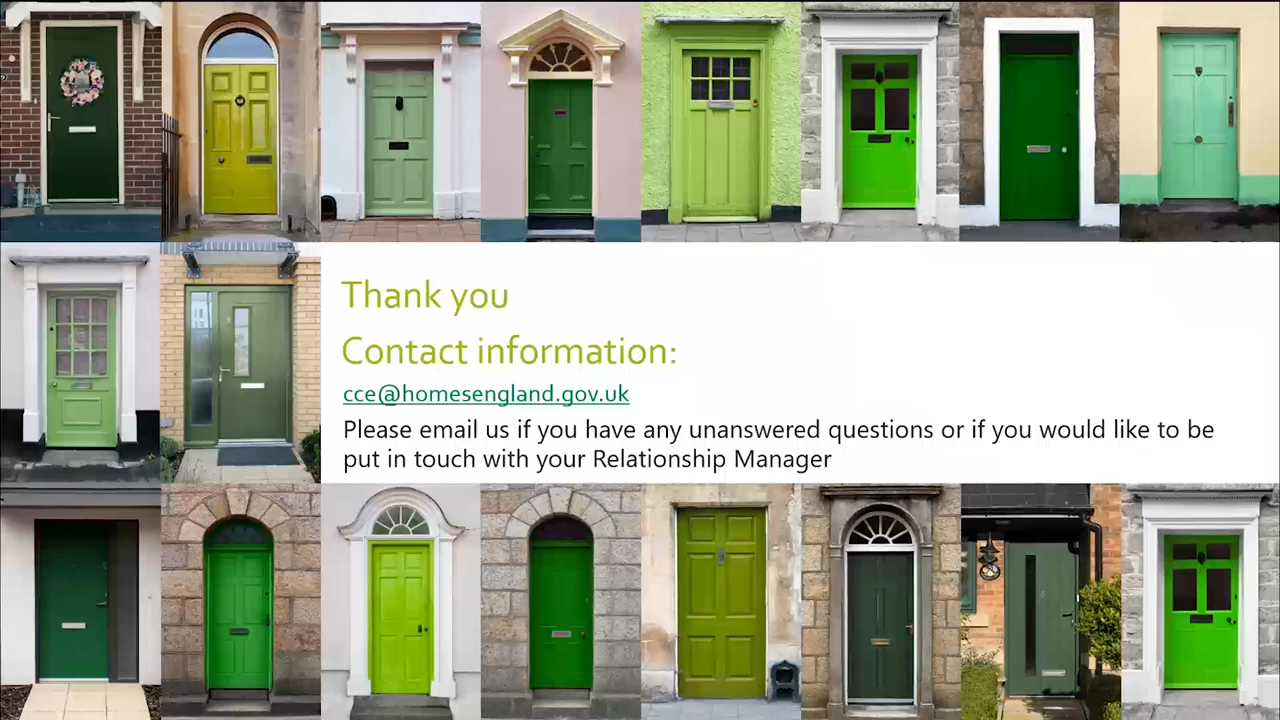 Thank you
Contact information:
cce@homesengland.gov.uk
Please email us if you have any unanswered questions or if you would like to be
put in touch with your Relationship Manager